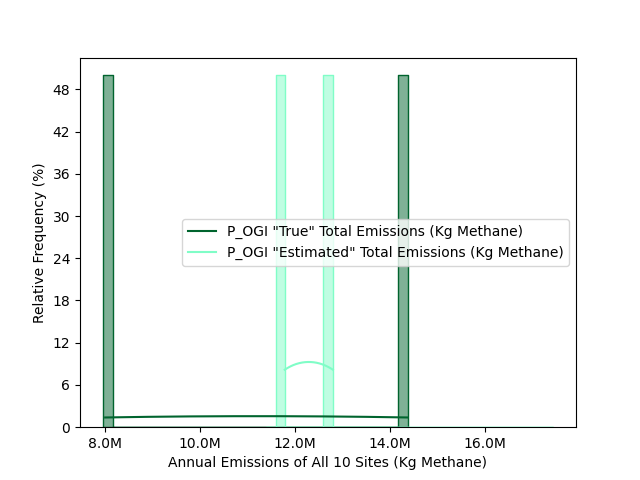 48
42
36
30
24
18
12
6
0
Relative Frequency (%)
P_OGI "True" Total Emissions (Kg Methane)
P_OGI "Estimated" Total Emissions (Kg Methane)
8.0M 10.0M 12.0M 14.0M 16.0M
Annual Emissions of All 10 Sites (Kg Methane)